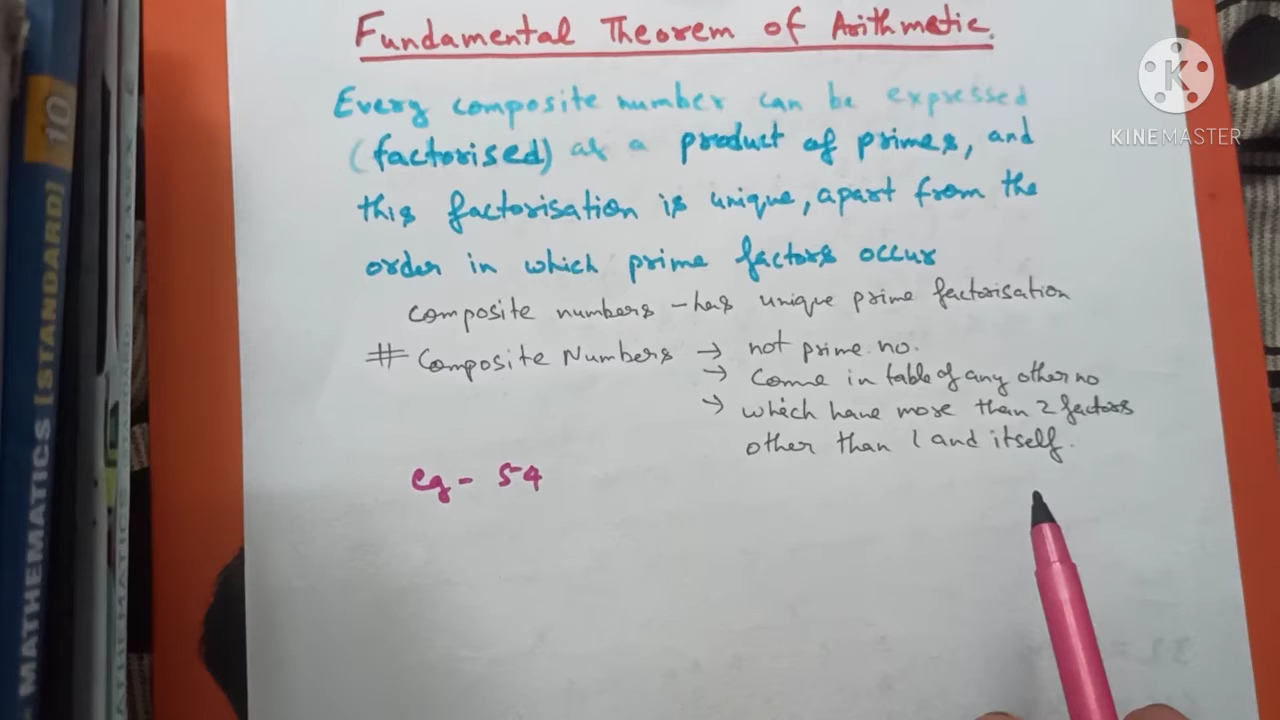 Fundamental Theorem of Arithmetic.
Every composite number can be expressed
(factorised) as a product of primes, and
this factorisation is unique, apart from the
order in which prime factors occur
composite numbers - has unique prime factorisation
# Composite Numbers → not prime no.
→ Come in table of any other no
→ which have more than 2 factors
other than 1 and itself.
eg - 54
K
KINEMASTER
MATHEMATICS [STANDARD] 10